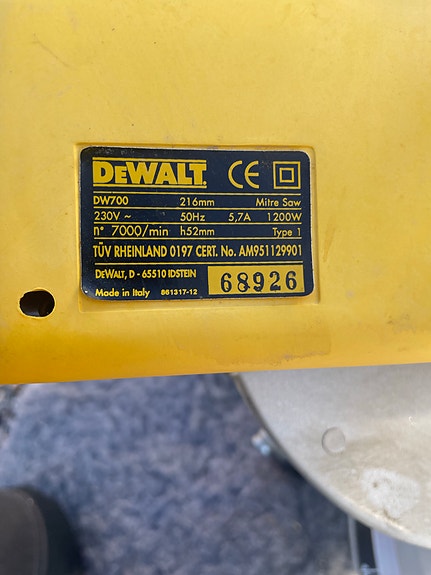 DEWALT. CE
DW700 216mm Mitre Saw
230V ~ 50Hz 5,7A 1200W
n° 7000/min h52mm Type 1
TÜV RHEINLAND 0197 CERT. No. AM951129901
DEWALT, D - 65510 IDSTEIN 68926
Made in Italy 861317-12